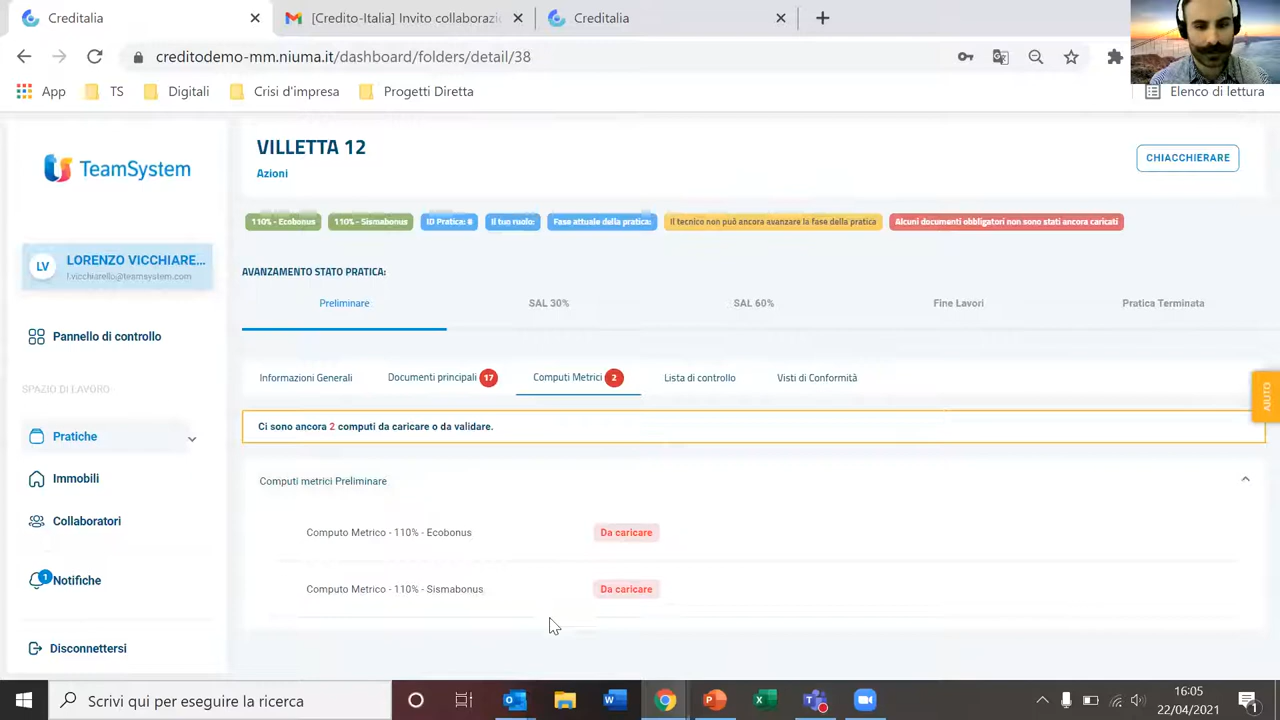 Creditalia
[Credito-Italia] Invito collaborazi
Creditalia
creditodemo-mm.niuma.it/dashboard/folders/detail/38
App
TS
Digitali
Crisi d'impresa
Progetti Diretta
Elenco di lettura
TeamSystem
VILLETTA 12
Azioni
CHIACCHIERARE
110% - Ecobonus
110% - Sismabonus
ID Pratica: 8
Il tuo ruolo:
Fase attuale della pratica:
Il tecnico non può ancora avanzare la fase della pratica
Alcuni documenti obbligatori non sono stati ancora caricati
LV
LORENZO VICCHIARE...
l.vicchiarello@teamsystem.com
AVANZAMENTO STATO PRATICA:
Preliminare
SAL 30%
SAL 60%
Fine Lavori
Pratica Terminata
Pannello di controllo
SPAZIO DI LAVORO
Pratiche
Immobili
Collaboratori
1
Notifiche
Disconnettersi
Informazioni Generali
Documenti principali 17
Computi Metrici 2
Lista di controllo
Visti di Conformità
AIUTO
Ci sono ancora 2 computi da caricare o da validare.
Computi metrici Preliminare
Computo Metrico - 110% - Ecobonus
Da caricare
Computo Metrico - 110% - Sismabonus
Da caricare
Scrivi qui per eseguire la ricerca
16:05
22/04/2021
1